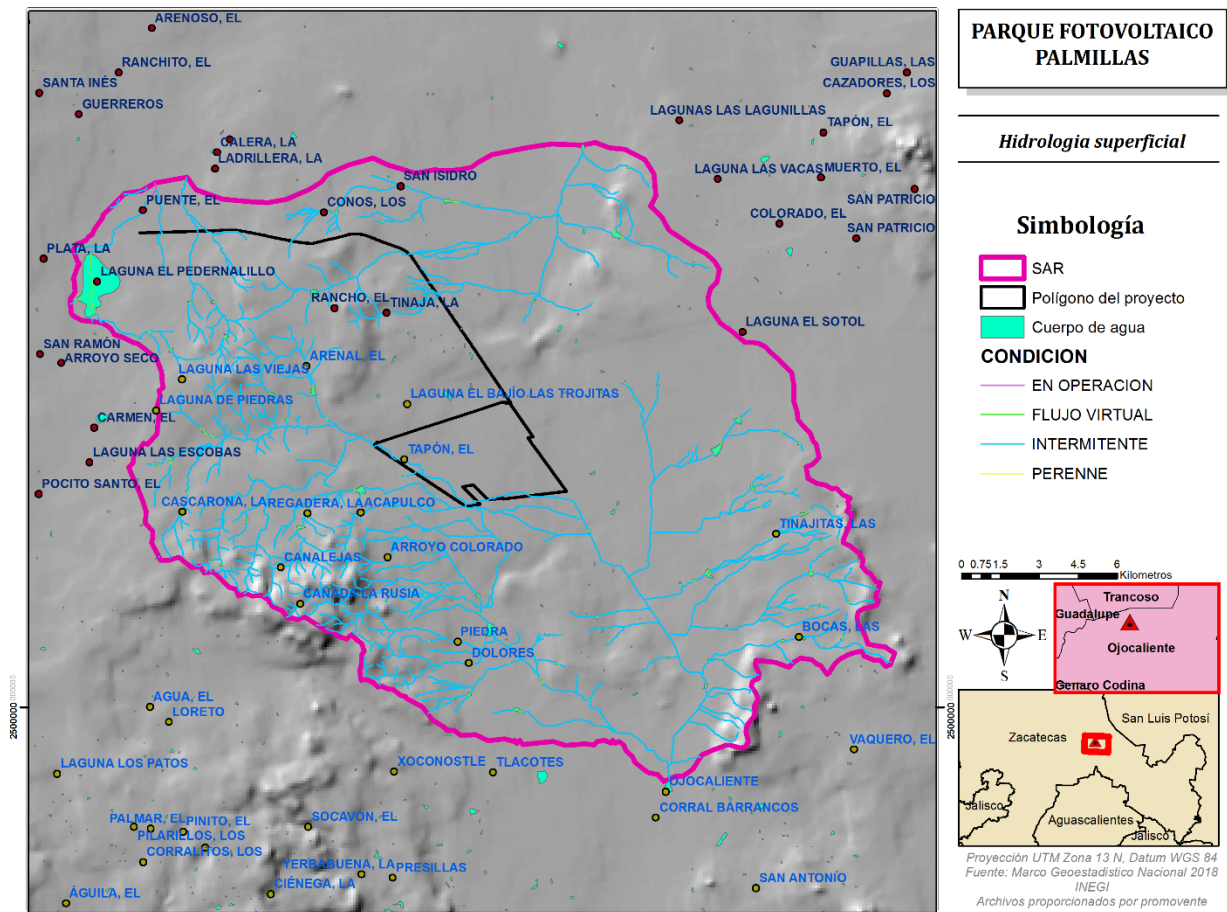 ARENOSO, EL
RANCHITO, EL
SANTA INÉS
GUERREROS
CALERA, LA
LADRILLERA, LA
SAN ISIDRO
PUENTE, EL
CONOS, LOS
PLATA, LA
LAGUNA EL PEDERNALILLO
RANCHO, EL
TINAJA, LA
SAN RAMÓN
ARROYO SECO
ARENAL, EL
LAGUNA LAS VIEJAS
LAGUNA DE PIEDRAS
CARMEN, EL
LAGUNA EL BAJÍO LAS TROJITAS
LAGUNA LAS ESCOBAS
TAPÓN, EL
POCITO SANTO, EL
CASCARONA, LA
REGADERA, LA
ACAPULCO
CANALEJAS
ARROYO COLORADO
CANADA LA RUSIA
PIEDRA
DOLORES
TINAJITAS, LAS
BOCAS, LAS
GUAPILLAS, LAS
CAZADORES, LOS
LAGUNAS LAS LAGUNILLAS
TAPÓN, EL
LAGUNA LAS VACAS
MUERTO, EL
SAN PATRICIO
COLORADO, EL
SAN PATRICIO
LAGUNA EL SOTOL
AGUA, EL
LORETO
LAGUNA LOS PATOS
XOCONOSTLE
TLACOTES
VAQUERO, EL
OJOCALIENTE
CORRAL BARRANCOS
PALMAR, EL
PINITO, EL
PILARILLOS, LOS
CORRALITOS, LOS
SOCAVÓN, EL
YERBABUENA, LA
PRESILLAS
CIÉNEGA, LA
ÁGUILA, EL
SAN ANTONIO
2500000.000000
2500000.000000
PARQUE FOTOVOLTAICO
PALMILLAS
Hidrologia superficial
Simbología
SAR
Polígono del proyecto
Cuerpo de agua
CONDICION
EN OPERACION
FLUJO VIRTUAL
INTERMITENTE
PERENNE
0 0.751.5 3 4.5 6
Kilometros
N
W E
S
Trancoso
Guadalupe
Ojocaliente
Genaro Codina
San Luis Potosí
Zacatecas
Jalisco
Aguascalientes
Jalisco
Proyección UTM Zona 13 N, Datum WGS 84
Fuente: Marco Geoestadistico Nacional 2018
INEGI
Archivos proporcionados por promovente